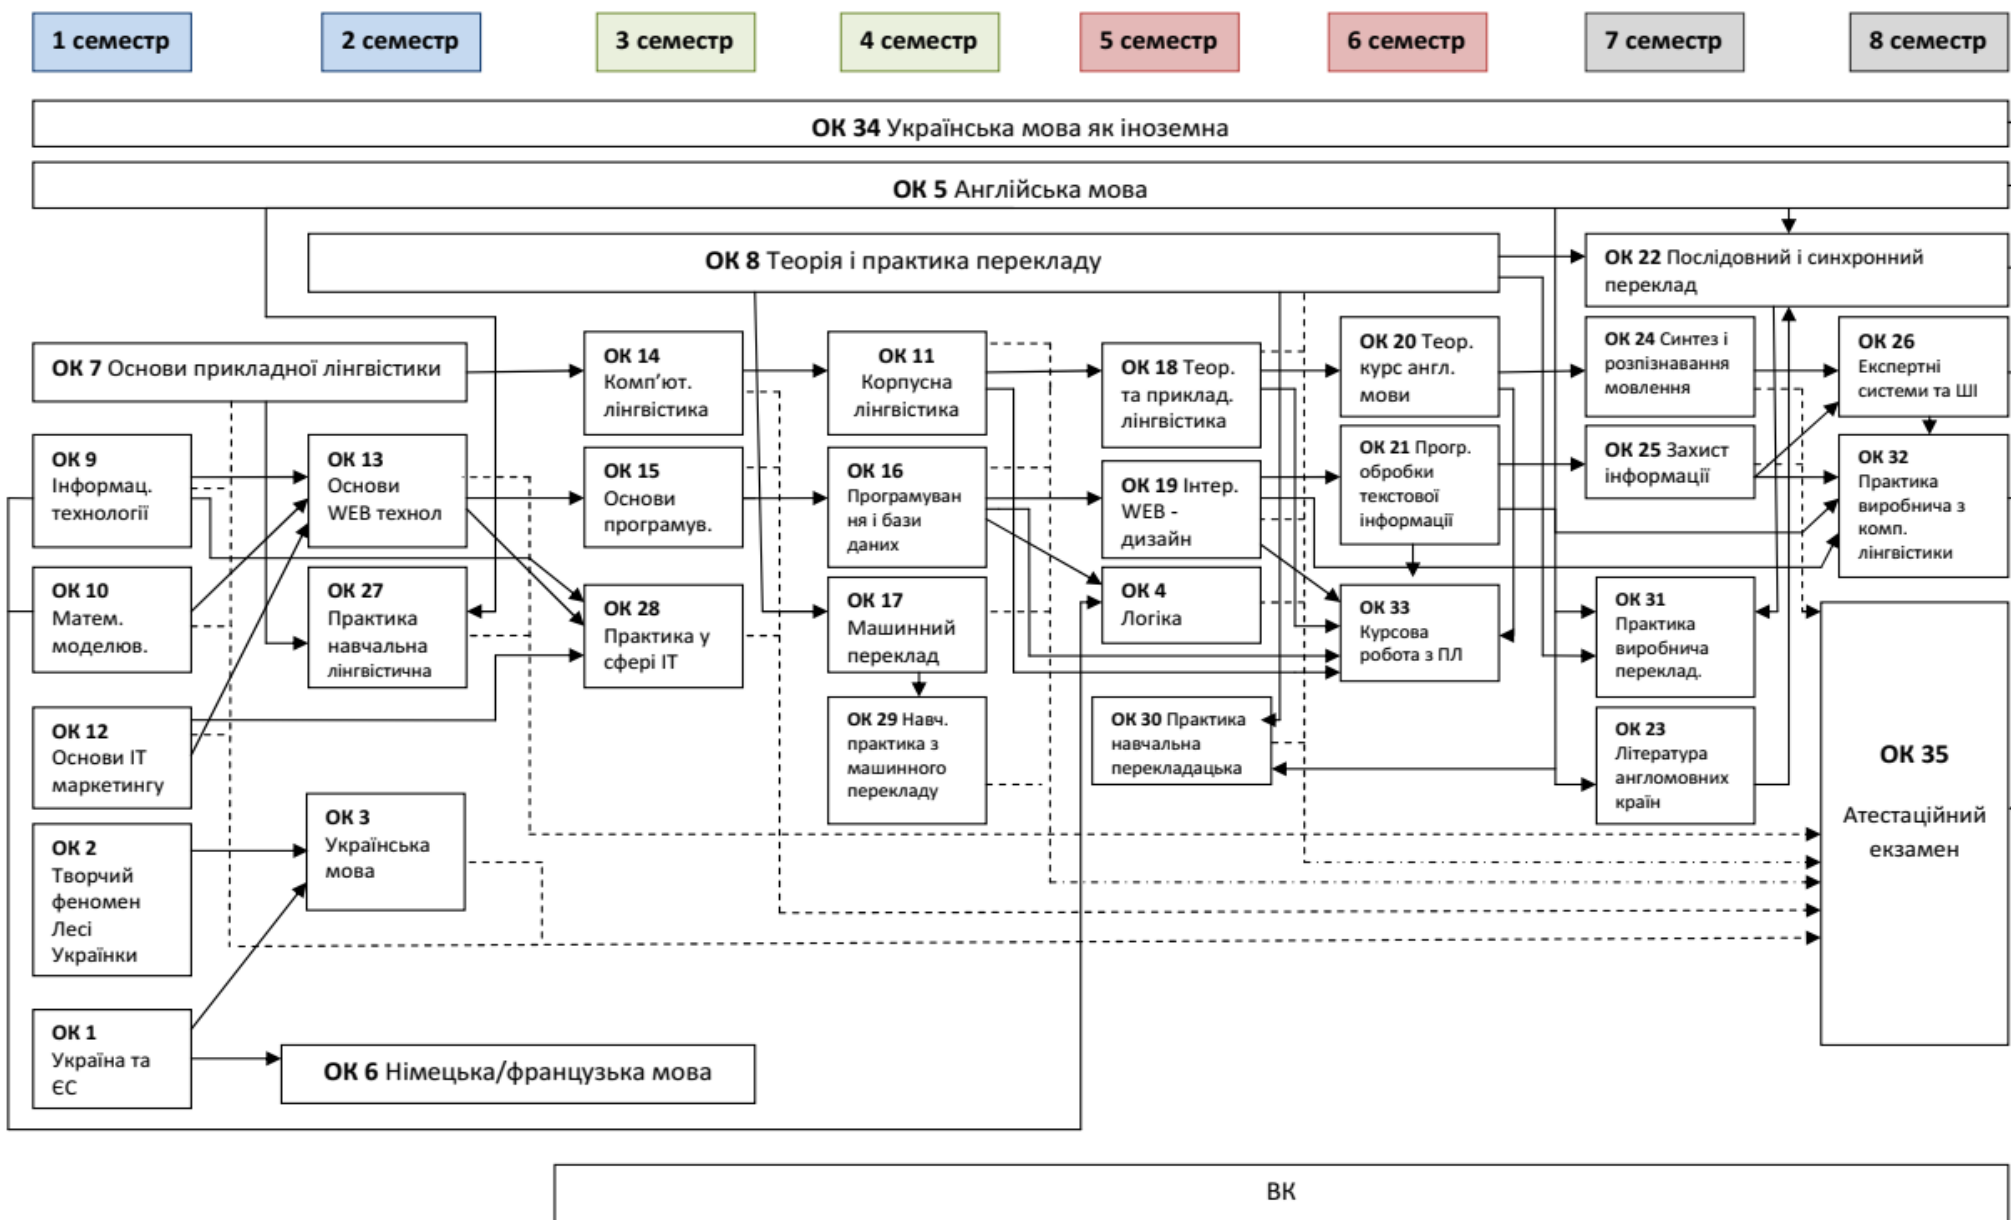 1 семестр
2 семестр
3 семестр
4 семестр
5 семестр
6 семестр
7 семестр
8 семестр
ОК 34 Українська мова як іноземна
ОК 5 Англійська мова
ОК 8 Теорія і практика перекладу
ОК 22 Послідовний і синхронний
переклад
ОК 7 Основи прикладної лінгвістики
ОК 14
Комп’ют.
лінгвістика
ОК 11
Корпусна
лінгвістика
ОК 18 Теор.
та приклад.
лінгвістика
ОК 20 Теор.
курс англ.
мови
ОК 24 Синтез і
розпізнавання
мовлення
ОК 26
Експертні
системи та ШІ
ОК 9
Інформац.
технології
ОК 13
Основи
WEB технол
ОК 15
Основи
програмув.
ОК 16
Програмуван
ня і бази
даних
ОК 19 Інтер.
WEB -
дизайн
ОК 21 Прогр.
обробки
текстової
інформації
ОК 25 Захист
інформації
ОК 32
Практика
виробнича з
комп.
лінгвістики
ОК 10
Матем.
моделюв.
ОК 27
Практика
навчальна
лінгвістична
ОК 28
Практика у
сфері ІТ
ОК 17
Машинний
переклад
ОК 4
Логіка
ОК 33
Курсова
робота з ПЛ
ОК 31
Практика
виробнича
переклад.
ОК 12
Основи ІТ
маркетингу
ОК 29 Навч.
практика з
машинного
перекладу
ОК 30 Практика
навчальна
перекладацька
ОК 23
Література
англомовних
країн
ОК 35
Атестаційний
екзамен
ОК 2
Творчий
феномен
Лесі
Українки
ОК 3
Українська
мова
ОК 1
Україна та
ЄС
ОК 6 Німецька/французька мова
ВК